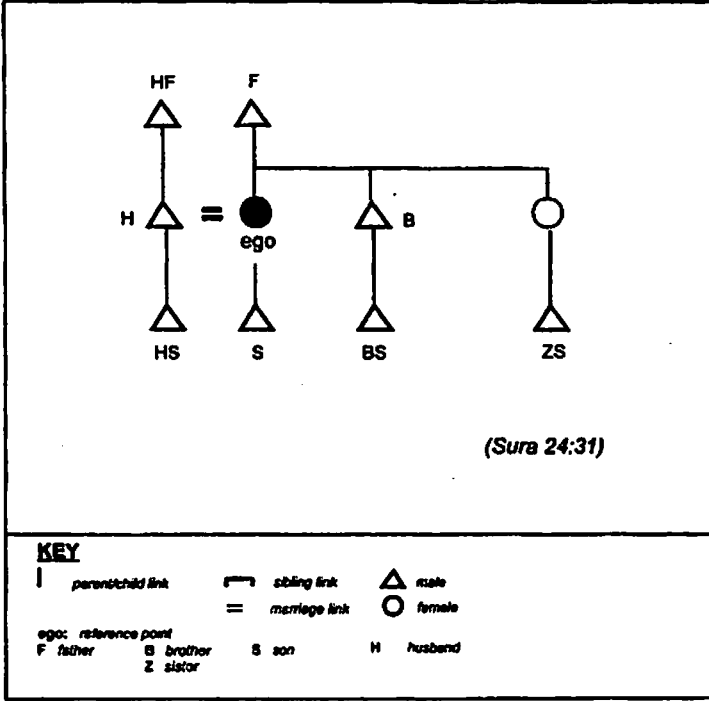 HF F
H = ego B
HS S BS ZS
(Sura 24:31)
KEY
parent/child link sibling link male
= marriage link female
ego: reference point
F father B brother S son H husband
Z sistor